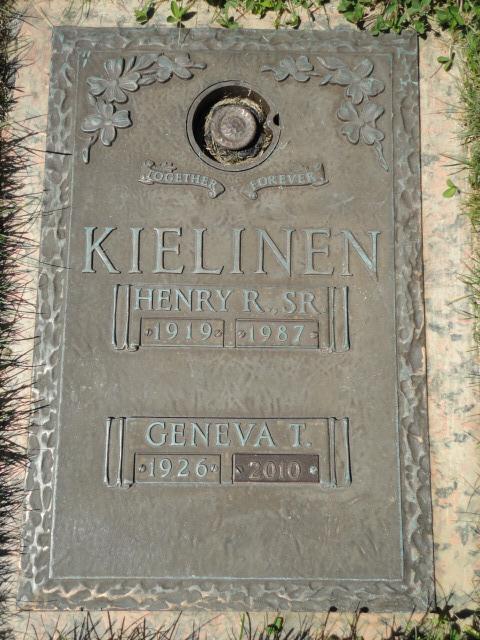 TOGETHER FOREVER
KIELINEN
HENRY R., SR.
1919 1987
GENEVA T.
1926 2010